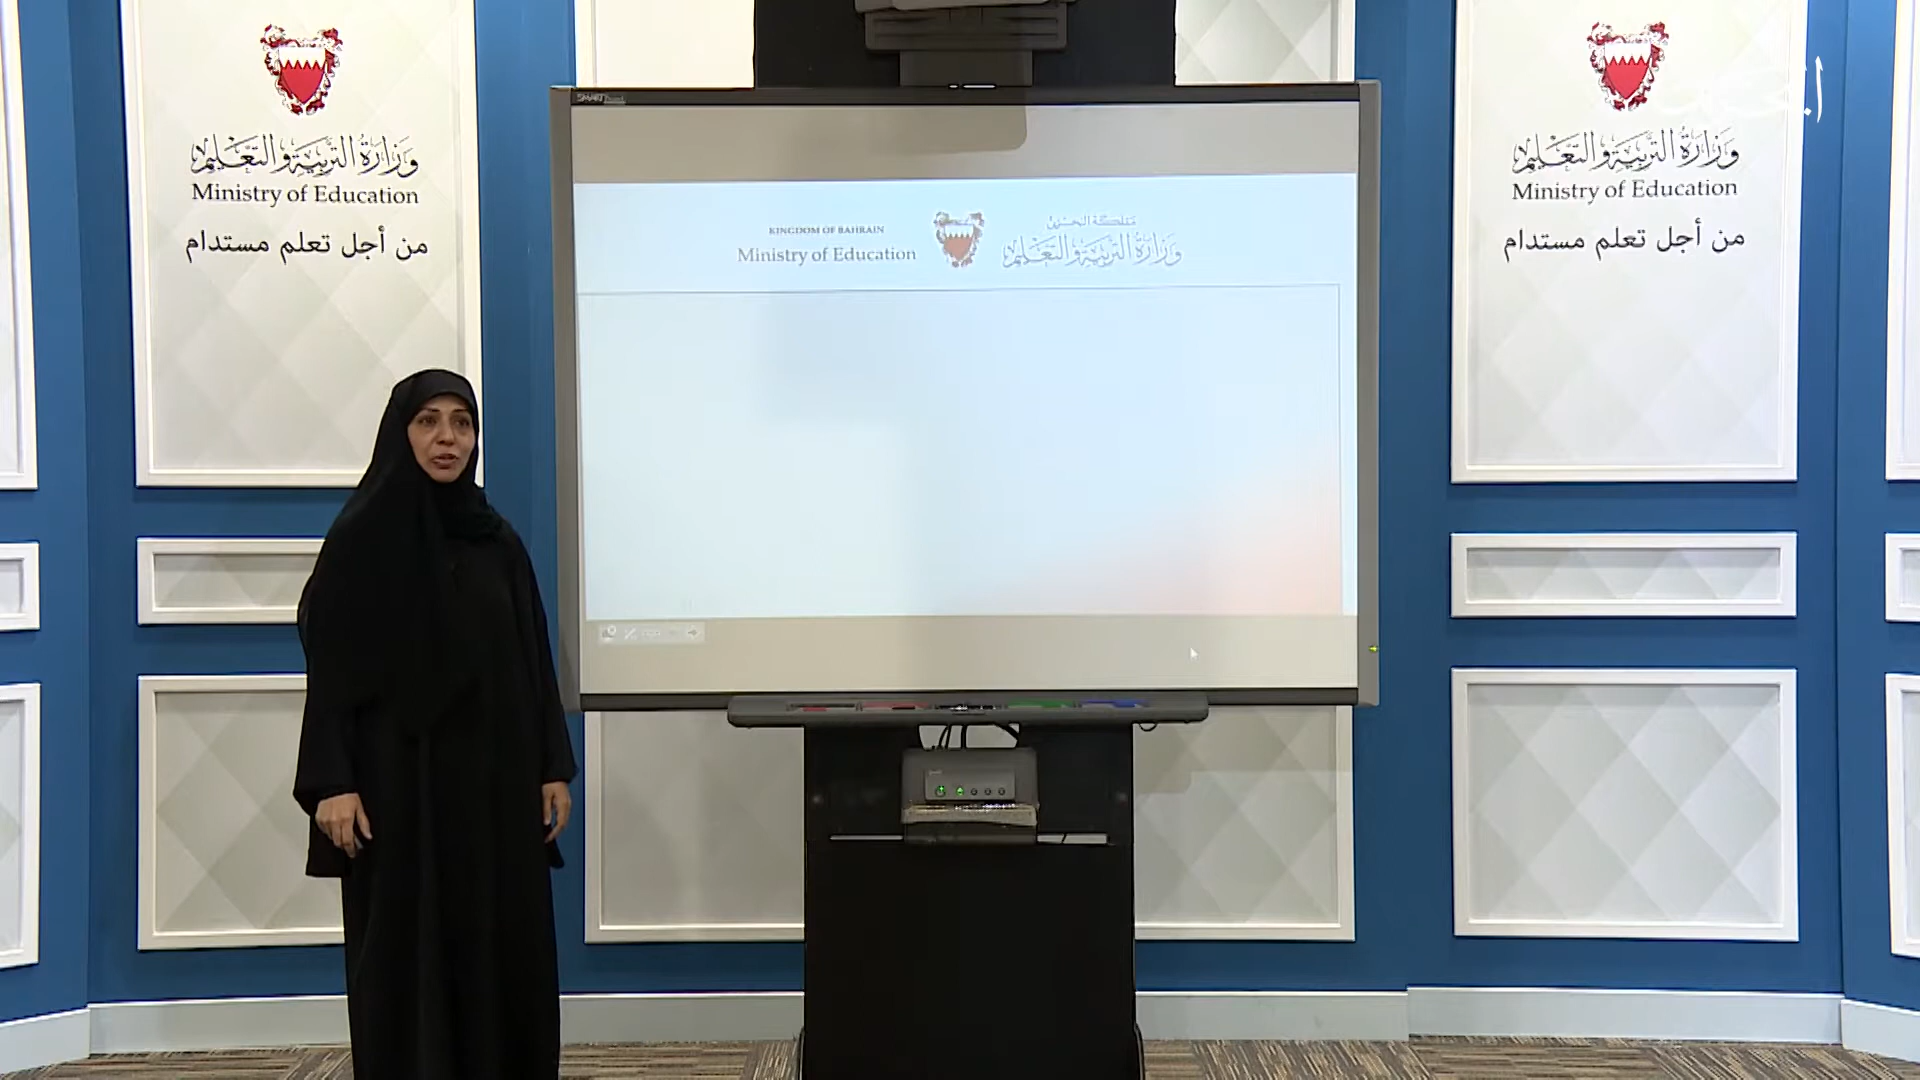 وزارة التربية والتعليم
Ministry of Education
من أجل تعلم مستدام
SMART
KINGDOM OF BAHRAIN
Ministry of Education
مملكة البحرين
وزارة التربية والتعليم
وزارة التربية والتعليم
Ministry of Education
من أجل تعلم مستدام